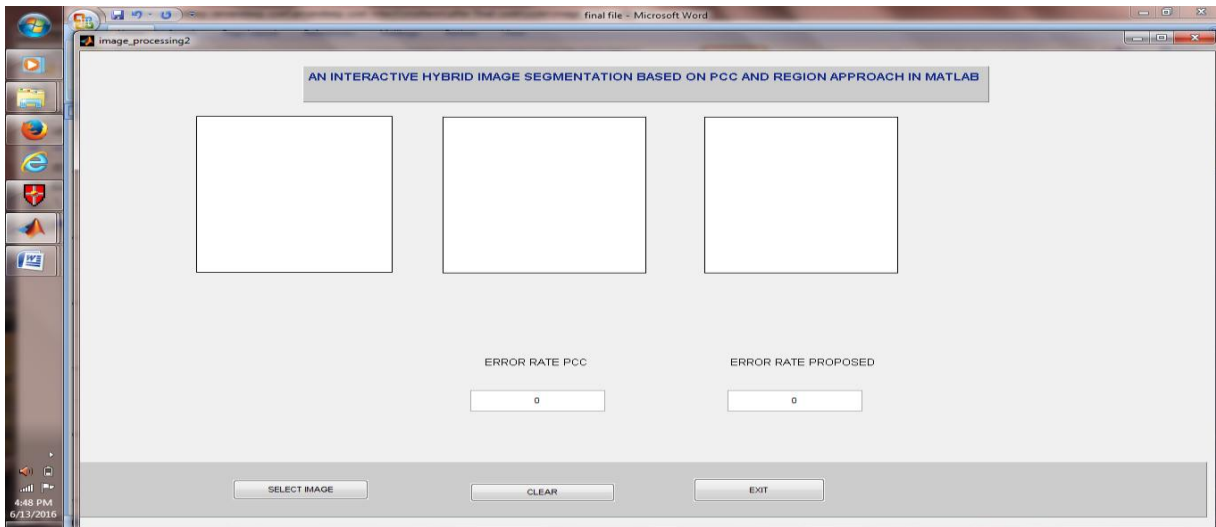 final file - Microsoft Word
image_processing2
AN INTERACTIVE HYBRID IMAGE SEGMENTATION BASED ON PCC AND REGION APPROACH IN MATLAB
ERROR RATE PCC
ERROR RATE PROPOSED
0
0
SELECT IMAGE
CLEAR
EXIT
4:48 PM
6/13/2016